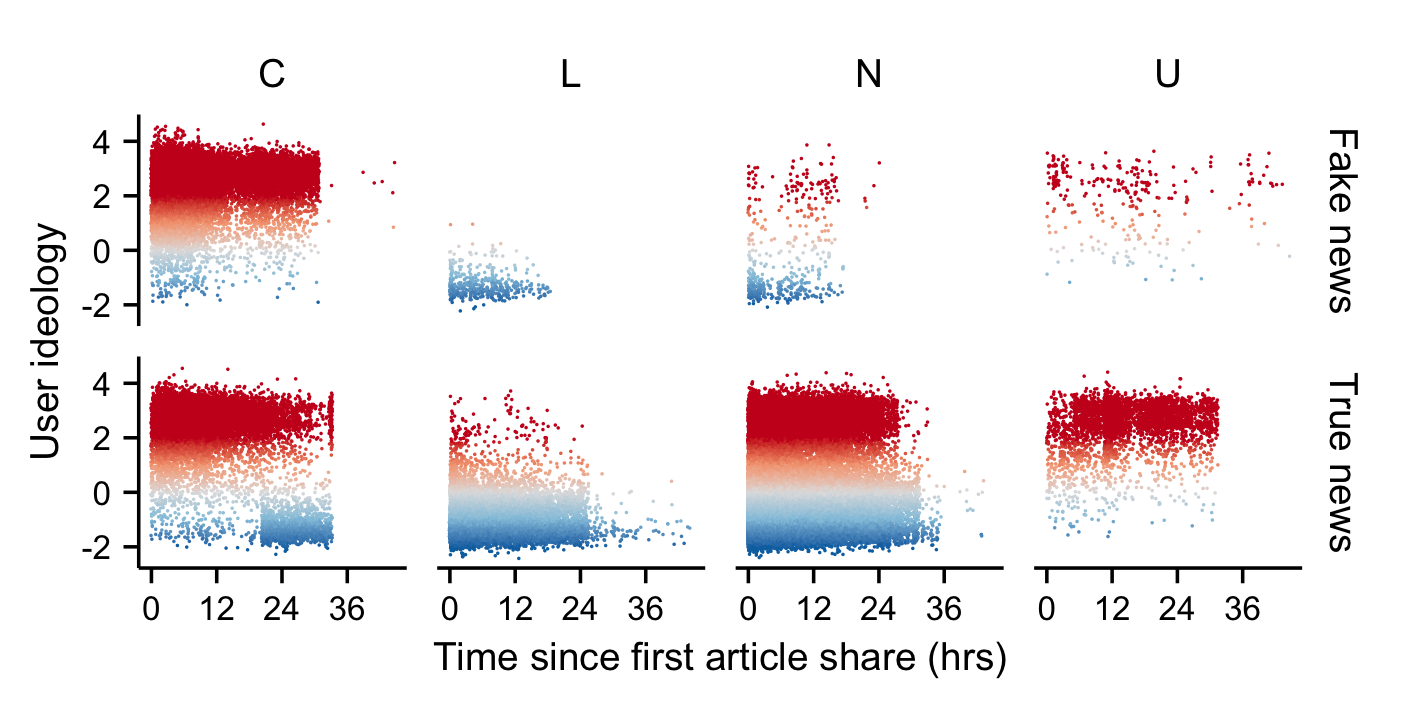 C L N U
4
2
0
-2
Fake news
4
2
0
-2
True news
User ideology
0 12 24 36 0 12 24 36 0 12 24 36 0 12 24 36
Time since first article share (hrs)